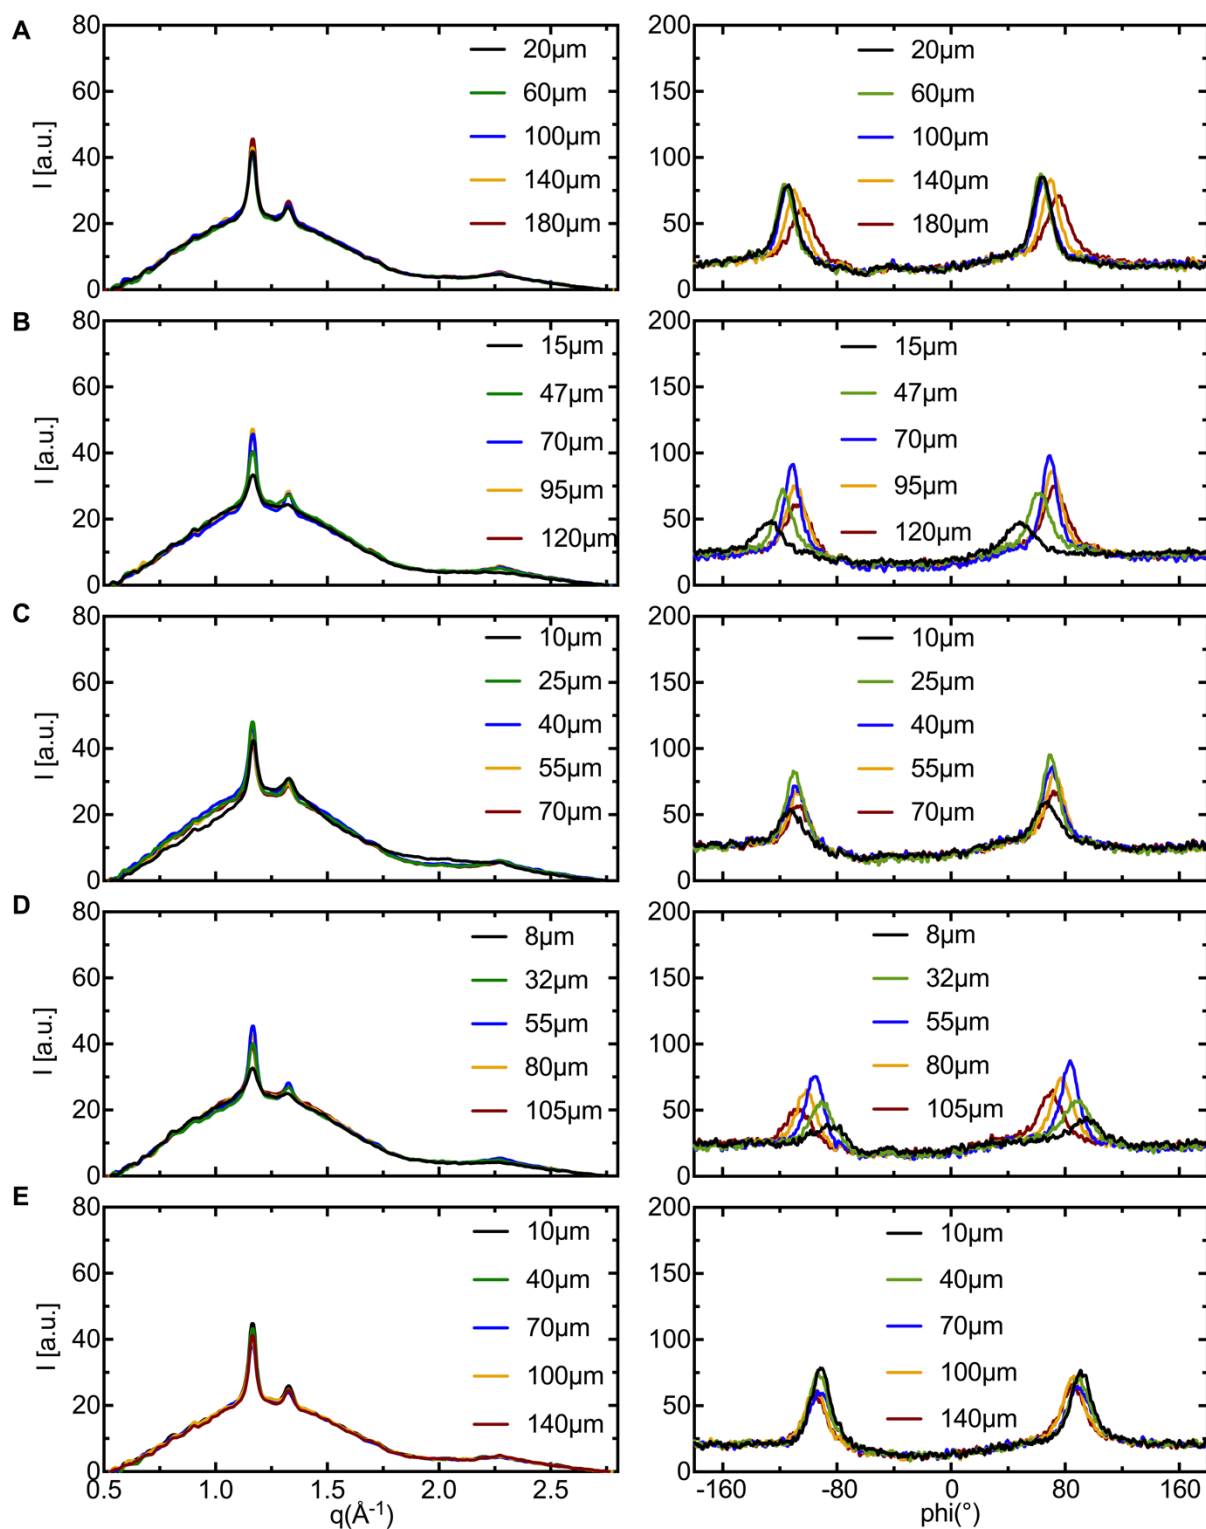 A
80
60
40
20
0
I [a.u.]
20µm
60µm
100µm
140µm
180µm
200
150
100
50
0
20µm
60µm
100µm
140µm
180µm
B
80
60
40
20
0
I [a.u.]
15µm
47µm
70µm
95µm
120µm
200
150
100
50
0
15µm
47µm
70µm
95µm
120µm
C
80
60
40
20
0
I [a.u.]
10µm
25µm
40µm
55µm
70µm
200
150
100
50
0
10µm
25µm
40µm
55µm
70µm
D
80
60
40
20
0
I [a.u.]
8µm
32µm
55µm
80µm
105µm
200
150
100
50
0
8µm
32µm
55µm
80µm
105µm
E
80
60
40
20
0
I [a.u.]
10µm
40µm
70µm
100µm
140µm
0.5 1.0 1.5 2.0 2.5
q(Å-1)
200
150
100
50
0
10µm
40µm
70µm
100µm
140µm
-160 -80 0 80 160
phi(°)